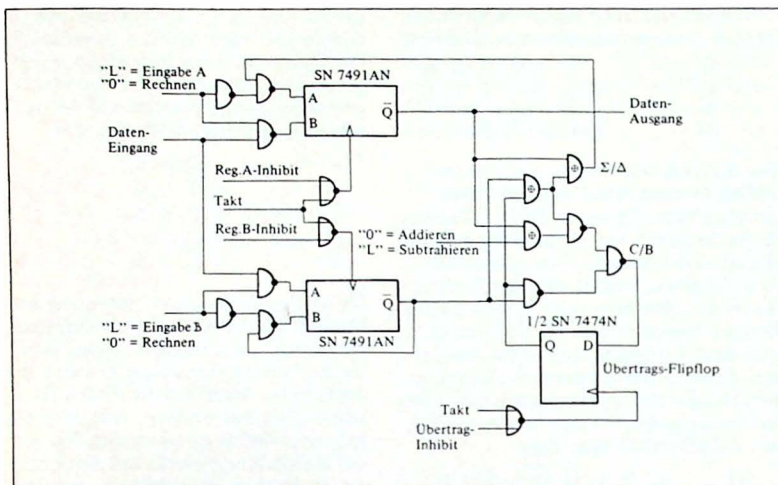 "L" = Eingabe A
"0" = Rechnen
SN 7491AN
A
B
Q̅
Daten-
Eingang
Daten-
Ausgang
Reg.A-Inhibit
Takt
Reg.B-Inhibit
Σ/Δ
"0" = Addieren
"L" = Subtrahieren
C/B
A
B
Q̅
SN 7491AN
"L" = Eingabe B
"0" = Rechnen
1/2 SN 7474N
Q
D
Übertrags-Flipflop
Takt
Übertrag-
Inhibit